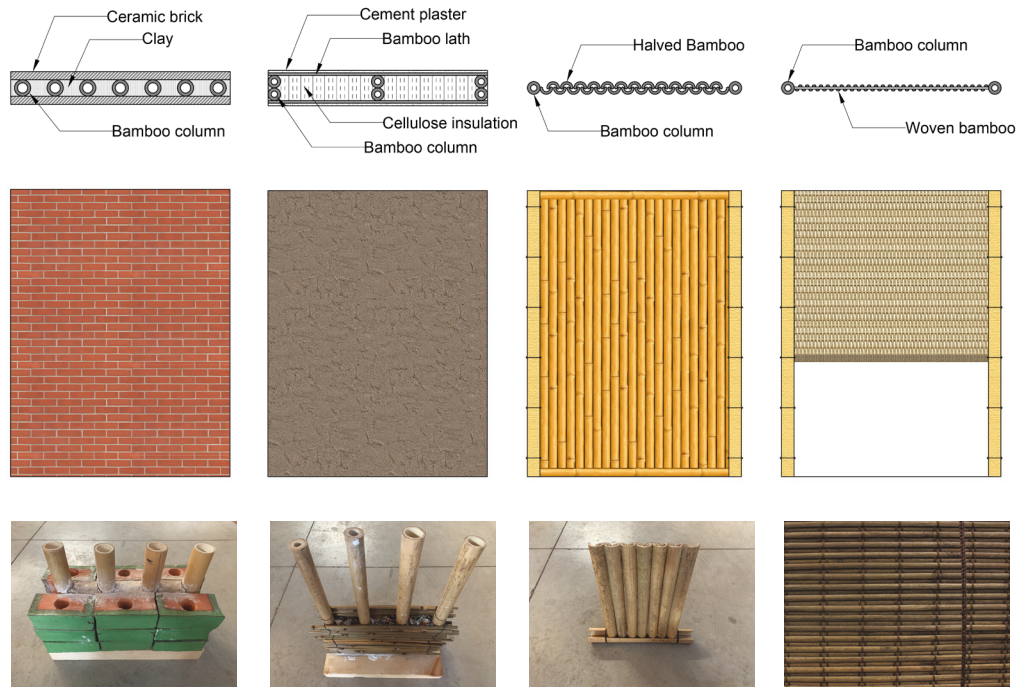 Ceramic brick
Clay
Bamboo column
Cement plaster
Bamboo lath
Cellulose insulation
Bamboo column
Halved Bamboo
Bamboo column
Bamboo column
Woven bamboo